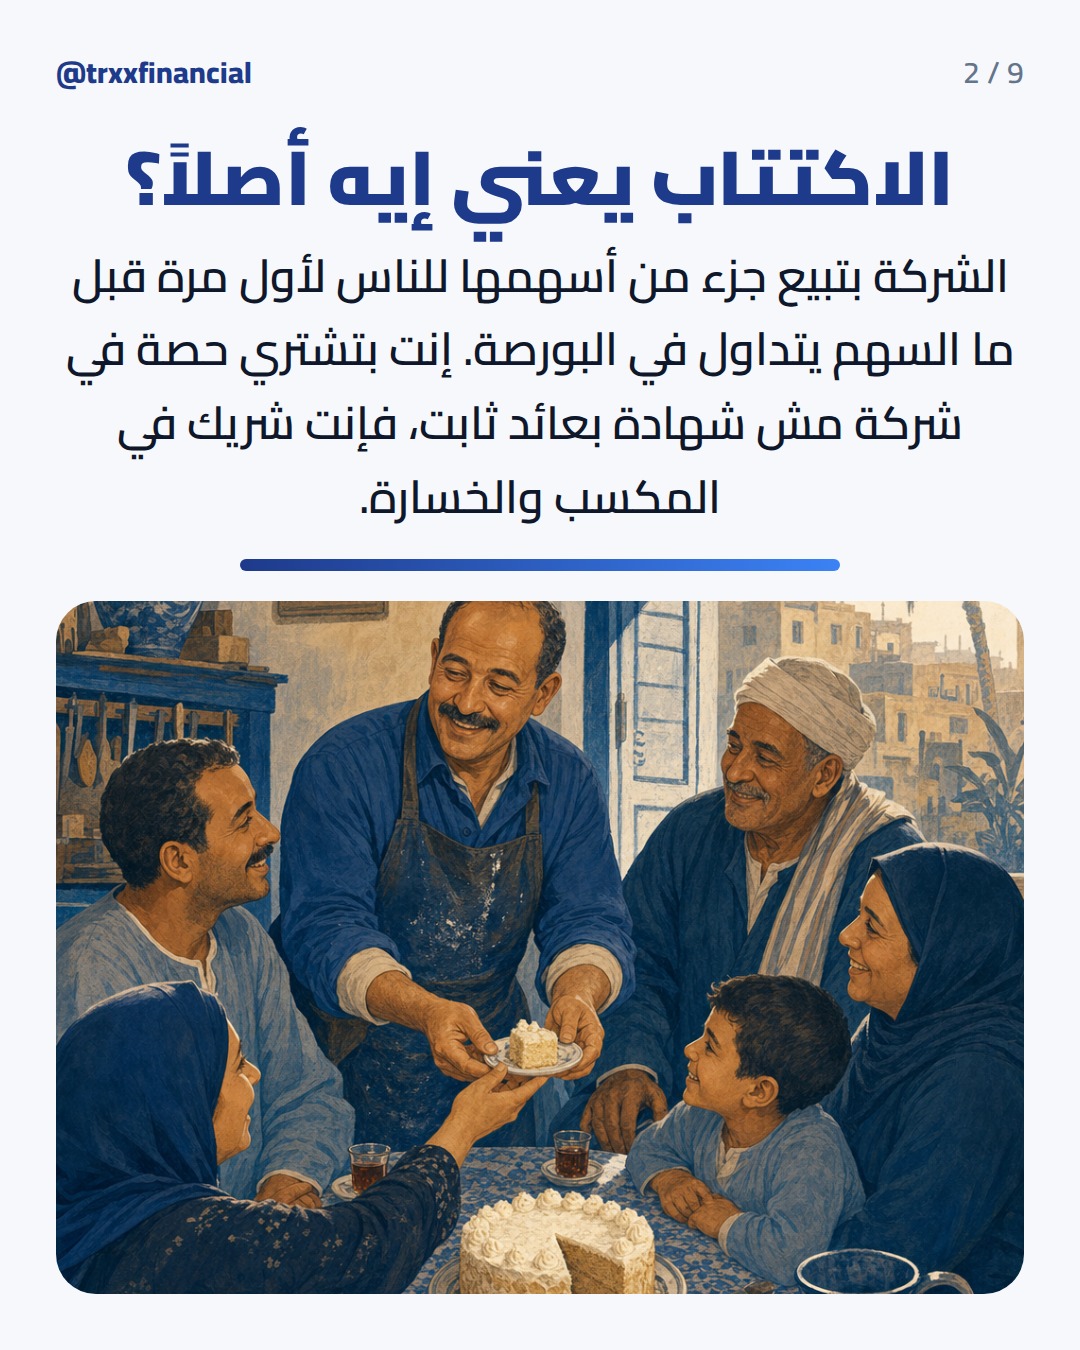 @trxxfinancial
2 / 9
الاكتتاب يعني إيه أصلاً؟
الشركة بتبيع جزء من أسهمها للناس لأول مرة قبل
ما السهم يتداول في البورصة. إنت بتشتري حصة في
شركة مش شهادة بعائد ثابت، فإنت شريك في
المكسب والخسارة.